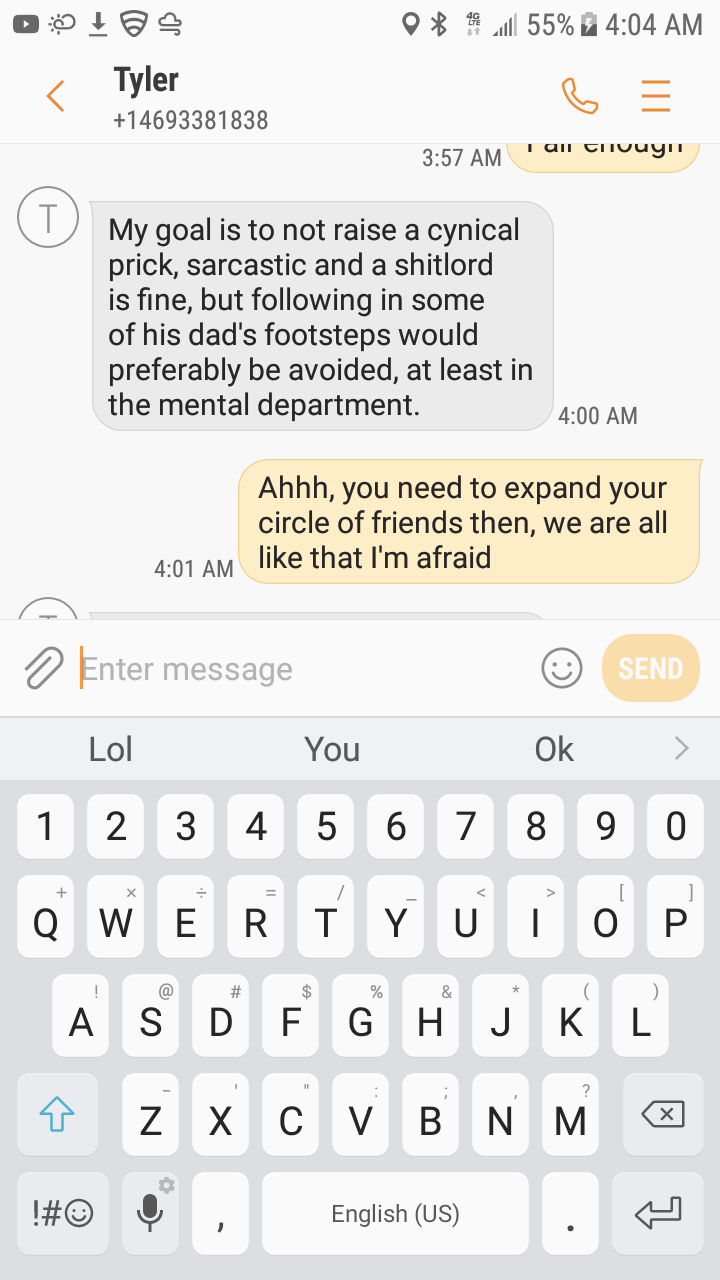 4G
LTE
55%
4:04 AM
Tyler
+14693381838
3:57 AM
enough
T
My goal is to not raise a cynical
prick, sarcastic and a shitlord
is fine, but following in some
of his dad's footsteps would
preferably be avoided, at least in
the mental department.
4:00 AM
Ahhh, you need to expand your
circle of friends then, we are all
like that I'm afraid
4:01 AM
Enter message
SEND
Lol You Ok
1 2 3 4 5 6 7 8 9 0
+ × ÷ = / _ < > [ ]
Q W E R T Y U I O P
! @ # $ % & * ( )
A S D F G H J K L
- ' " : ; , ?
Z X C V B N M
!#☺ , English (US) .